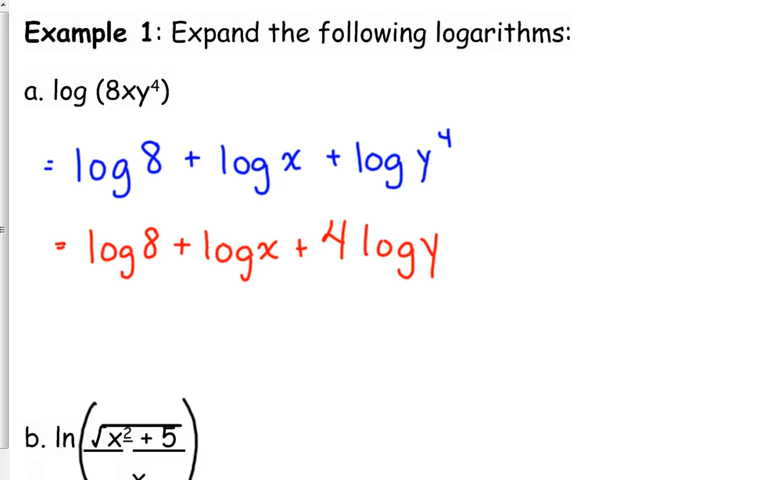 Example 1: Expand the following logarithms:
a. log (8xy⁴)
= log 8 + log x + log y⁴
= log 8 + log x + 4 log y
b. ln(√x² + 5
x)